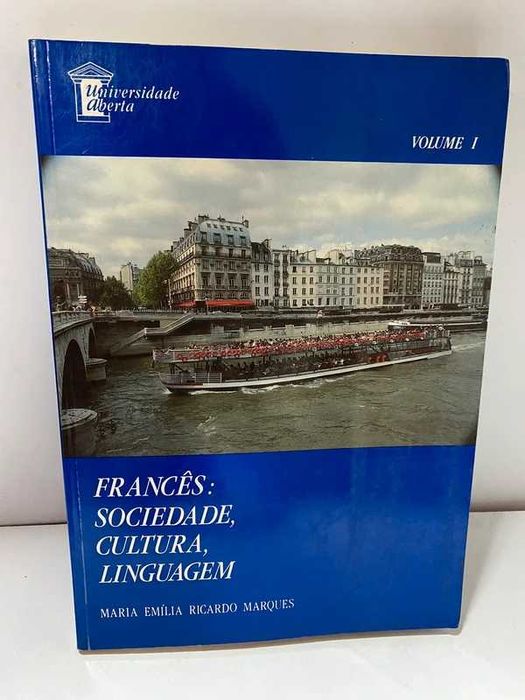 Universidade
Aberta
VOLUME I
FRANCÊS:
SOCIEDADE,
CULTURA,
LINGUAGEM
MARIA EMÍLIA RICARDO MARQUES